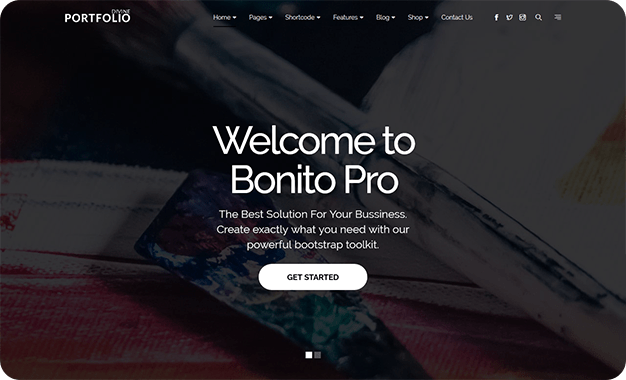 DIVINE
PORTFOLIO
Home Pages Shortcode Features Blog Shop Contact Us
Welcome to
Bonito Pro
The Best Solution For Your Bussiness.
Create exactly what you need with our
powerful bootstrap toolkit.
GET STARTED